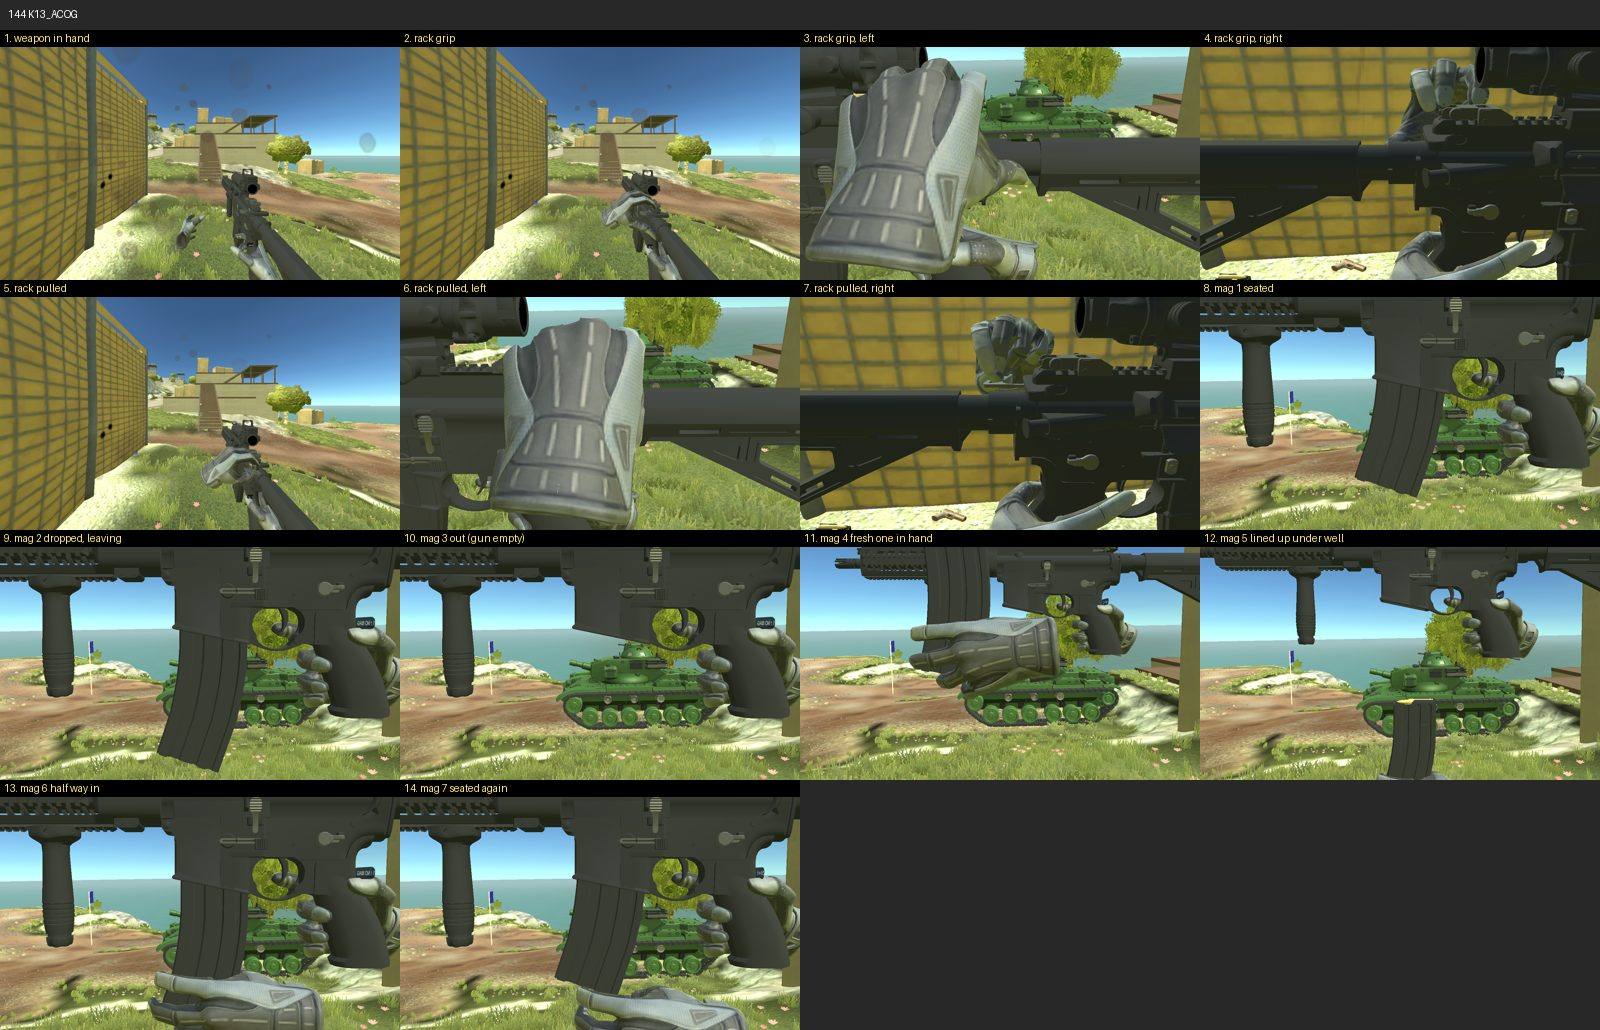 144 K13_ACOG
1. weapon in hand
2. rack grip
3. rack grip, left
4. rack grip, right
5. rack pulled
6. rack pulled, left
7. rack pulled, right
8. mag 1 seated
9. mag 2 dropped, leaving
10. mag 3 out (gun empty)
11. mag 4 fresh one in hand
12. mag 5 lined up under well
13. mag 6 half way in
14. mag 7 seated again